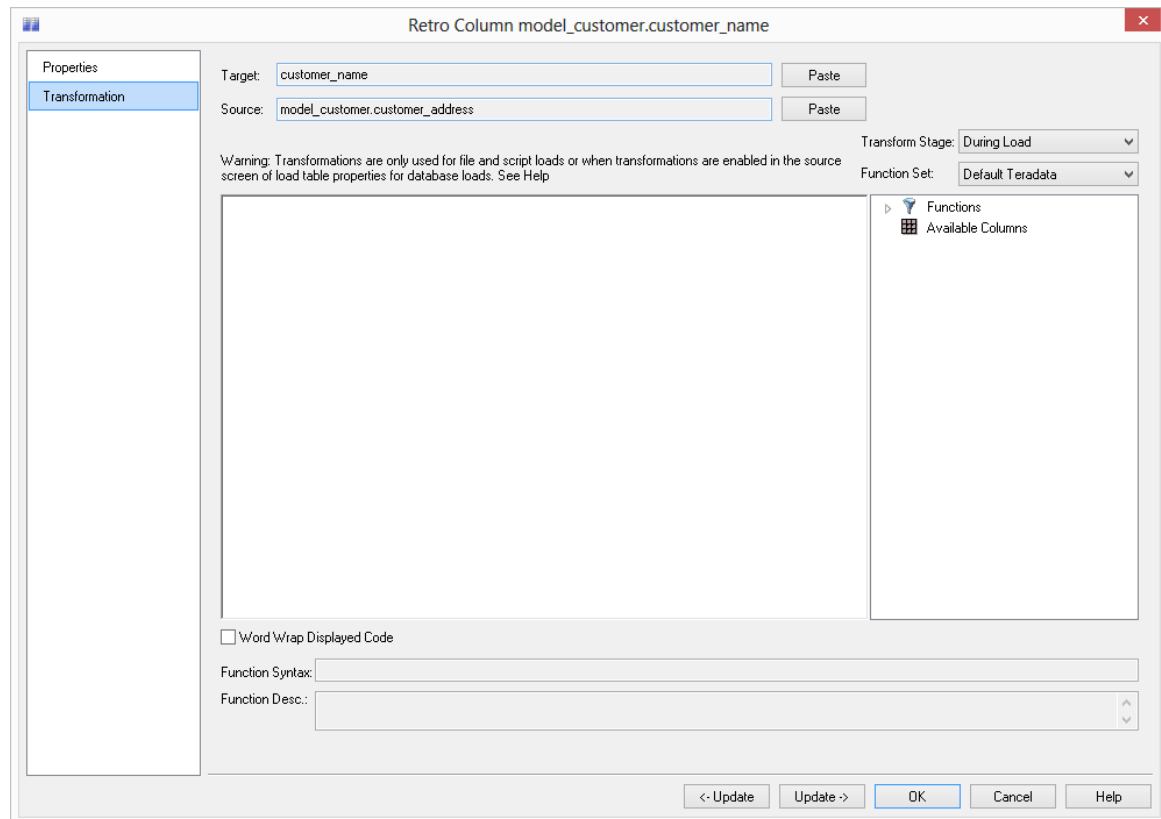 Retro Column model_customer.customer_name
Properties
Transformation
Target: customer_name Paste
Source: model_customer.customer_address Paste
Transform Stage: During Load
Warning: Transformations are only used for file and script loads or when transformations are enabled in the source
screen of load table properties for database loads. See Help
Function Set: Default Teradata
Functions
Available Columns
Word Wrap Displayed Code
Function Syntax:
Function Desc.:
<- Update Update -> OK Cancel Help